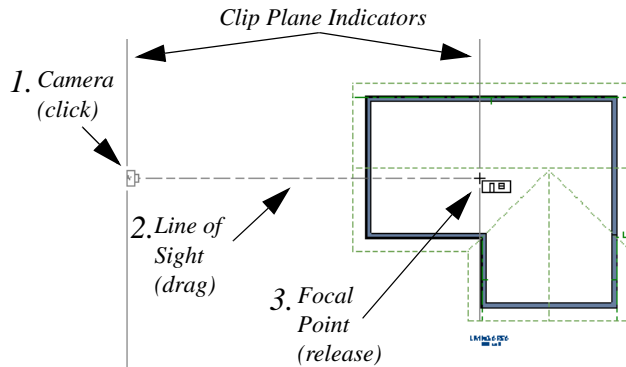 Clip Plane Indicators
1. Camera
(click)
2. Line of
Sight
(drag)
3. Focal
Point
(release)